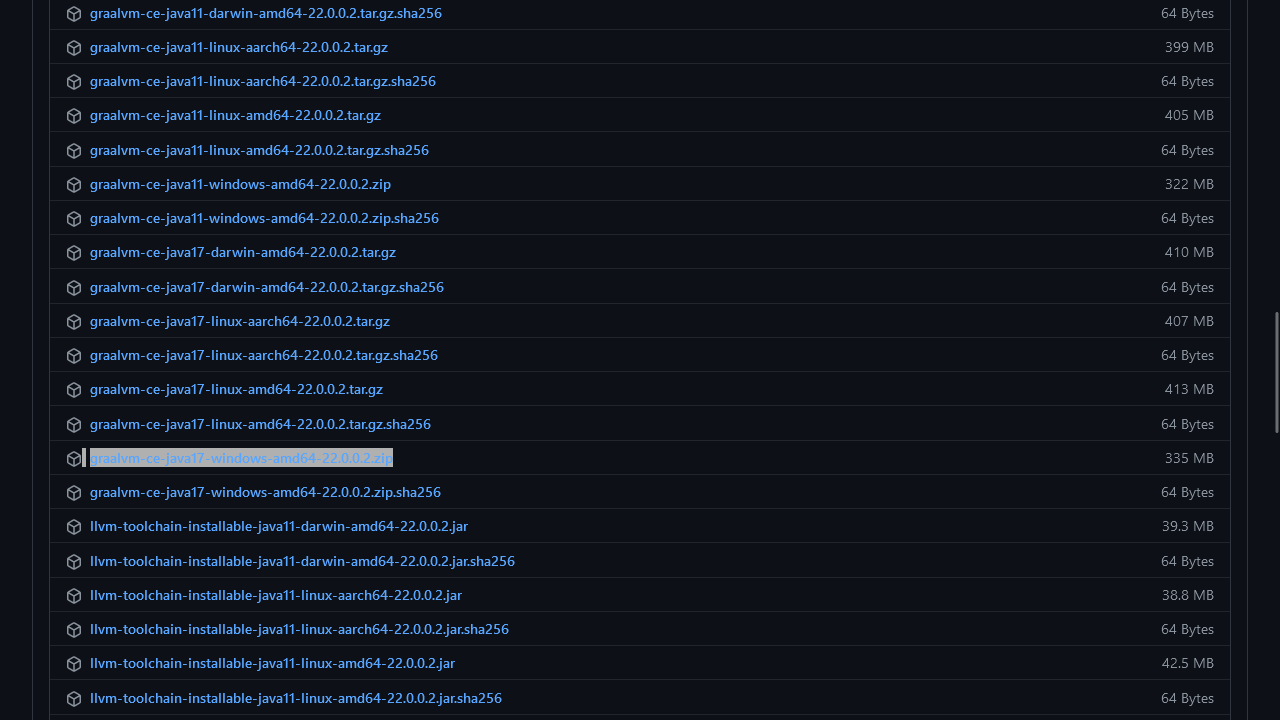 graalvm-ce-java11-darwin-amd64-22.0.0.2.tar.gz.sha256 64 Bytes
graalvm-ce-java11-linux-aarch64-22.0.0.2.tar.gz 399 MB
graalvm-ce-java11-linux-aarch64-22.0.0.2.tar.gz.sha256 64 Bytes
graalvm-ce-java11-linux-amd64-22.0.0.2.tar.gz 405 MB
graalvm-ce-java11-linux-amd64-22.0.0.2.tar.gz.sha256 64 Bytes
graalvm-ce-java11-windows-amd64-22.0.0.2.zip 322 MB
graalvm-ce-java11-windows-amd64-22.0.0.2.zip.sha256 64 Bytes
graalvm-ce-java17-darwin-amd64-22.0.0.2.tar.gz 410 MB
graalvm-ce-java17-darwin-amd64-22.0.0.2.tar.gz.sha256 64 Bytes
graalvm-ce-java17-linux-aarch64-22.0.0.2.tar.gz 407 MB
graalvm-ce-java17-linux-aarch64-22.0.0.2.tar.gz.sha256 64 Bytes
graalvm-ce-java17-linux-amd64-22.0.0.2.tar.gz 413 MB
graalvm-ce-java17-linux-amd64-22.0.0.2.tar.gz.sha256 64 Bytes
graalvm-ce-java17-windows-amd64-22.0.0.2.zip 335 MB
graalvm-ce-java17-windows-amd64-22.0.0.2.zip.sha256 64 Bytes
llvm-toolchain-installable-java11-darwin-amd64-22.0.0.2.jar 39.3 MB
llvm-toolchain-installable-java11-darwin-amd64-22.0.0.2.jar.sha256 64 Bytes
llvm-toolchain-installable-java11-linux-aarch64-22.0.0.2.jar 38.8 MB
llvm-toolchain-installable-java11-linux-aarch64-22.0.0.2.jar.sha256 64 Bytes
llvm-toolchain-installable-java11-linux-amd64-22.0.0.2.jar 42.5 MB
llvm-toolchain-installable-java11-linux-amd64-22.0.0.2.jar.sha256 64 Bytes